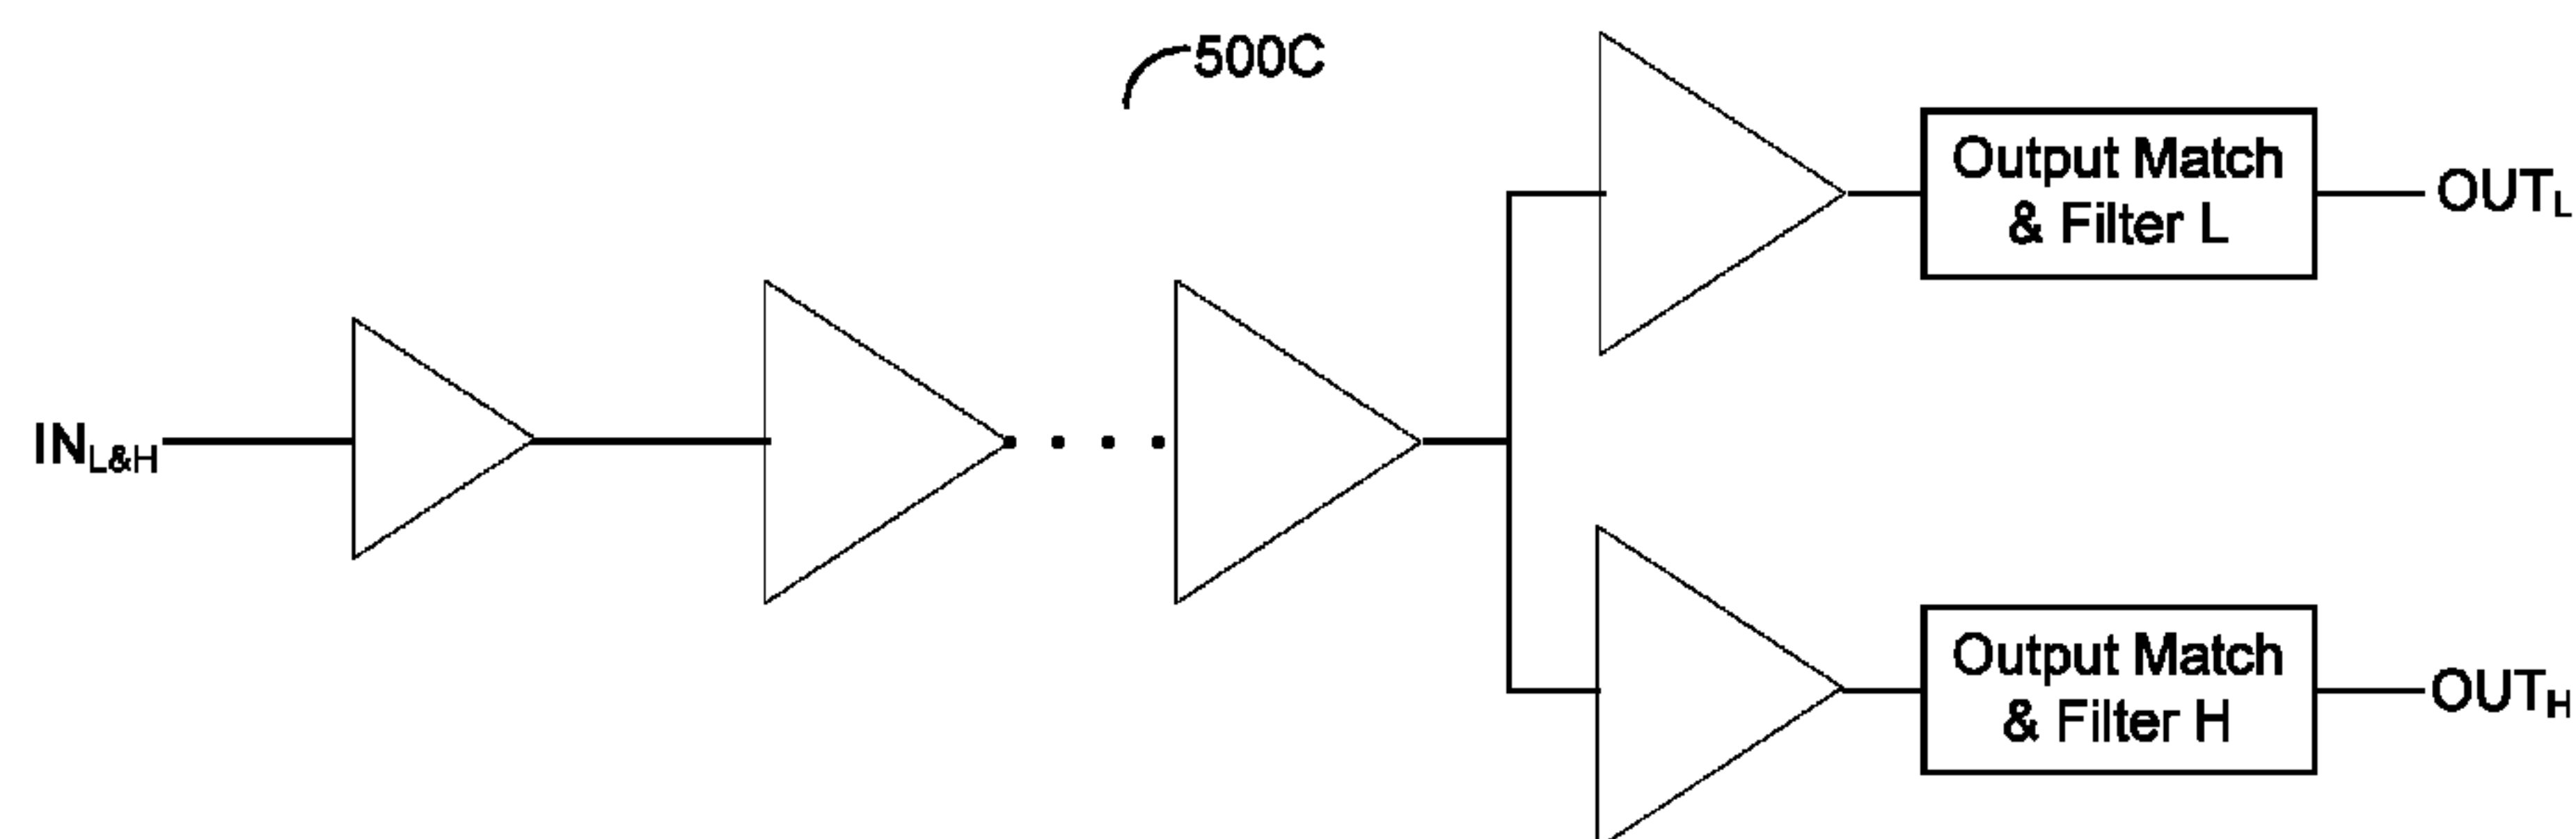 500C
Output Match
& Filter L
OUTL
INL&H
Output Match
& Filter H
OUTH